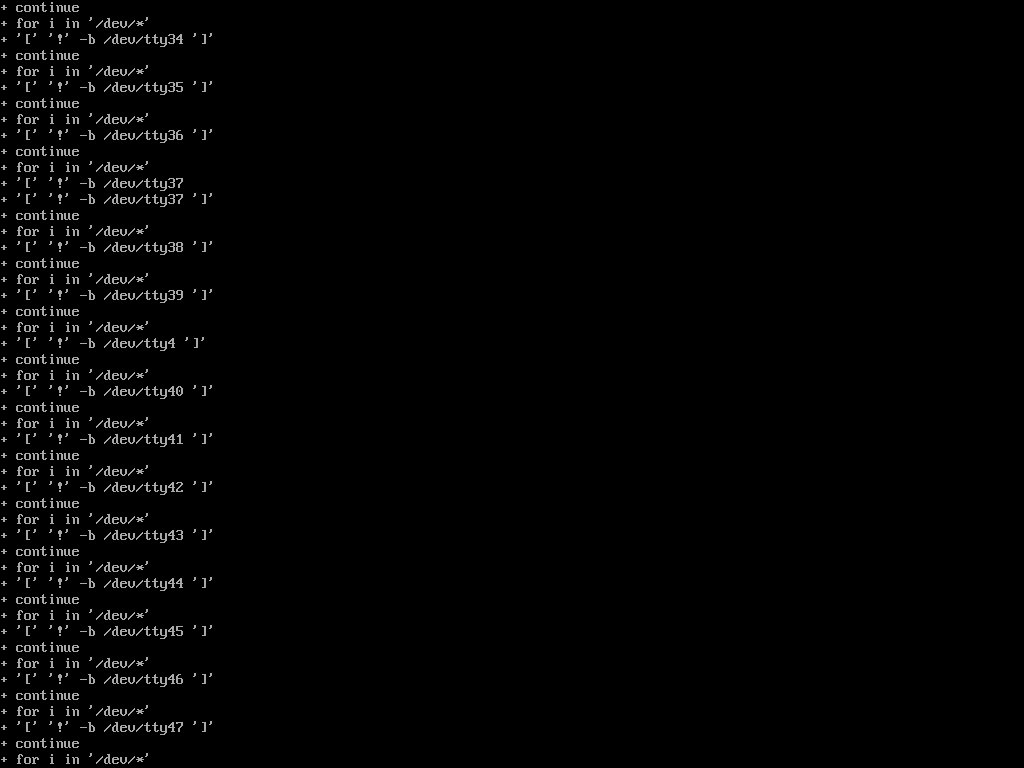 + continue
+ for i in '/dev/*'
+ '[' '!' -b /dev/tty34 ']'
+ continue
+ for i in '/dev/*'
+ '[' '!' -b /dev/tty35 ']'
+ continue
+ for i in '/dev/*'
+ '[' '!' -b /dev/tty36 ']'
+ continue
+ for i in '/dev/*'
+ '[' '!' -b /dev/tty37
+ '[' '!' -b /dev/tty37 ']'
+ continue
+ for i in '/dev/*'
+ '[' '!' -b /dev/tty38 ']'
+ continue
+ for i in '/dev/*'
+ '[' '!' -b /dev/tty39 ']'
+ continue
+ for i in '/dev/*'
+ '[' '!' -b /dev/tty4 ']'
+ continue
+ for i in '/dev/*'
+ '[' '!' -b /dev/tty40 ']'
+ continue
+ for i in '/dev/*'
+ '[' '!' -b /dev/tty41 ']'
+ continue
+ for i in '/dev/*'
+ '[' '!' -b /dev/tty42 ']'
+ continue
+ for i in '/dev/*'
+ '[' '!' -b /dev/tty43 ']'
+ continue
+ for i in '/dev/*'
+ '[' '!' -b /dev/tty44 ']'
+ continue
+ for i in '/dev/*'
+ '[' '!' -b /dev/tty45 ']'
+ continue
+ for i in '/dev/*'
+ '[' '!' -b /dev/tty46 ']'
+ continue
+ for i in '/dev/*'
+ '[' '!' -b /dev/tty47 ']'
+ continue
+ for i in '/dev/*'